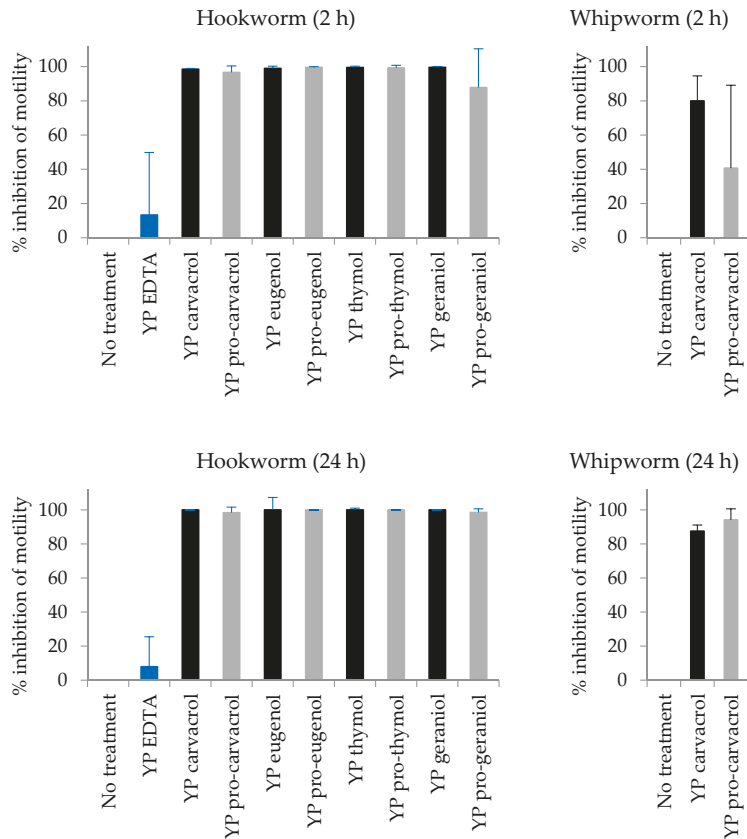 Hookworm (2 h)
% inhibition of motility
100
80
60
40
20
0
No treatment
YP EDTA
YP carvacrol
YP pro-carvacrol
YP eugenol
YP pro-eugenol
YP thymol
YP pro-thymol
YP geraniol
YP pro-geraniol
Whipworm (2 h)
% inhibition of motility
100
80
60
40
20
0
No treatment
YP carvacrol
YP pro-carvacrol
Hookworm (24 h)
% inhibition of motility
100
80
60
40
20
0
No treatment
YP EDTA
YP carvacrol
YP pro-carvacrol
YP eugenol
YP pro-eugenol
YP thymol
YP pro-thymol
YP geraniol
YP pro-geraniol
Whipworm (24 h)
% inhibition of motility
100
80
60
40
20
0
No treatment
YP carvacrol
YP pro-carvacrol